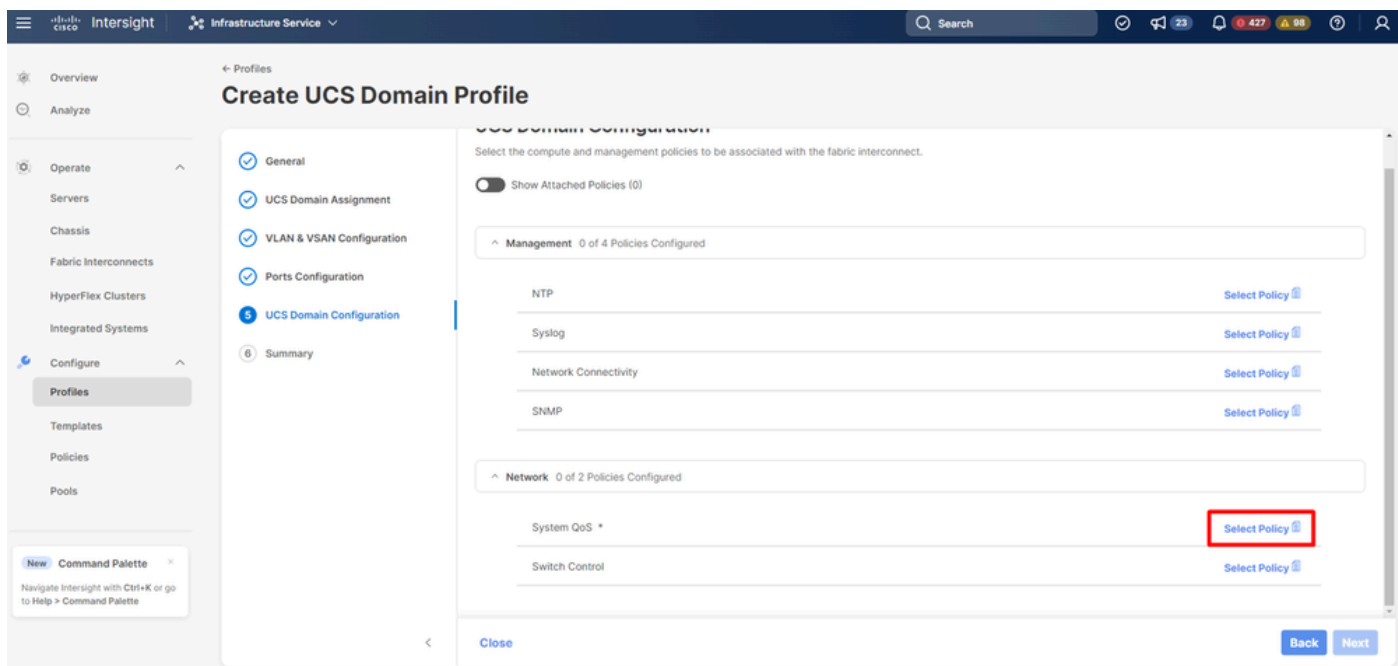 cisco Intersight
Infrastructure Service
Search
23
427
98
Overview
Analyze
Operate
Servers
Chassis
Fabric Interconnects
HyperFlex Clusters
Integrated Systems
Configure
Profiles
Templates
Policies
Pools
New Command Palette
Navigate Intersight with Ctrl+K or go
to Help > Command Palette
← Profiles
Create UCS Domain Profile
General
UCS Domain Assignment
VLAN & VSAN Configuration
Ports Configuration
5 UCS Domain Configuration
6 Summary
UCS Domain Configuration
Select the compute and management policies to be associated with the fabric interconnect.
Show Attached Policies (0)
Management 0 of 4 Policies Configured
NTP Select Policy
Syslog Select Policy
Network Connectivity Select Policy
SNMP Select Policy
Network 0 of 2 Policies Configured
System QoS * Select Policy
Switch Control Select Policy
Close
Back
Next